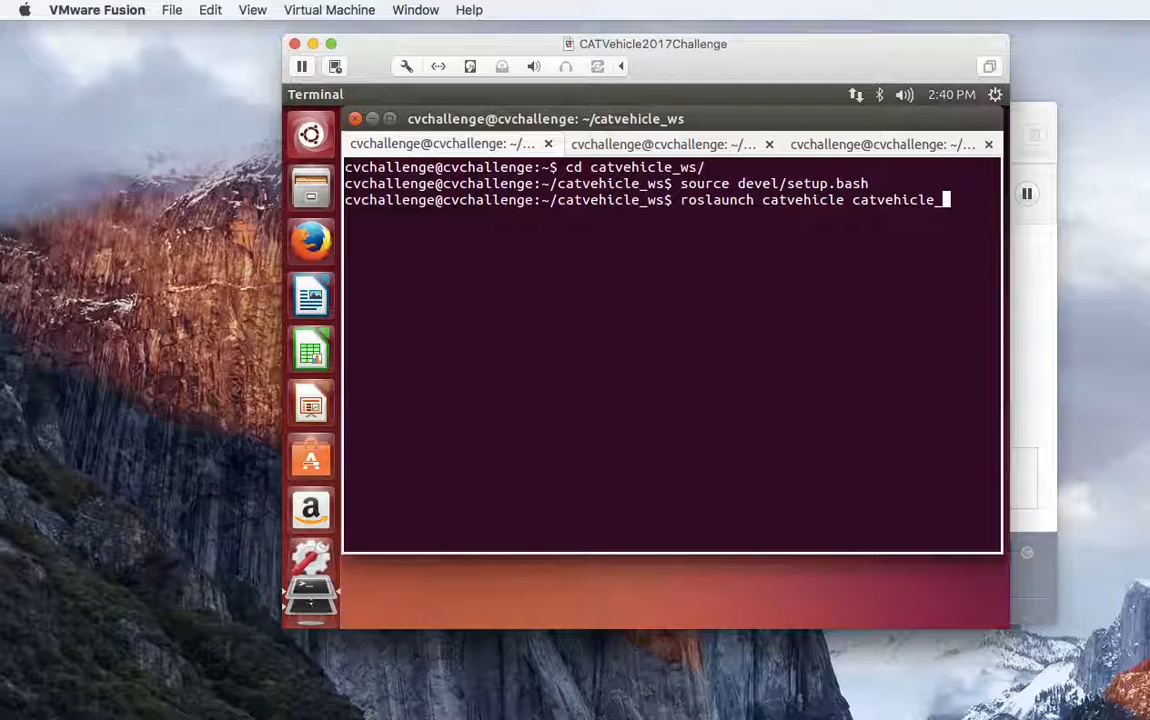 VMware Fusion File Edit View Virtual Machine Window Help
CATVehicle2017Challenge
Terminal 2:40 PM
cvchallenge@cvchallenge: ~/catvehicle_ws
cvchallenge@cvchallenge: ~/... cvchallenge@cvchallenge: ~/... cvchallenge@cvchallenge: ~/...
cvchallenge@cvchallenge:~$ cd catvehicle_ws/
cvchallenge@cvchallenge:~/catvehicle_ws$ source devel/setup.bash
cvchallenge@cvchallenge:~/catvehicle_ws$ roslaunch catvehicle catvehicle_